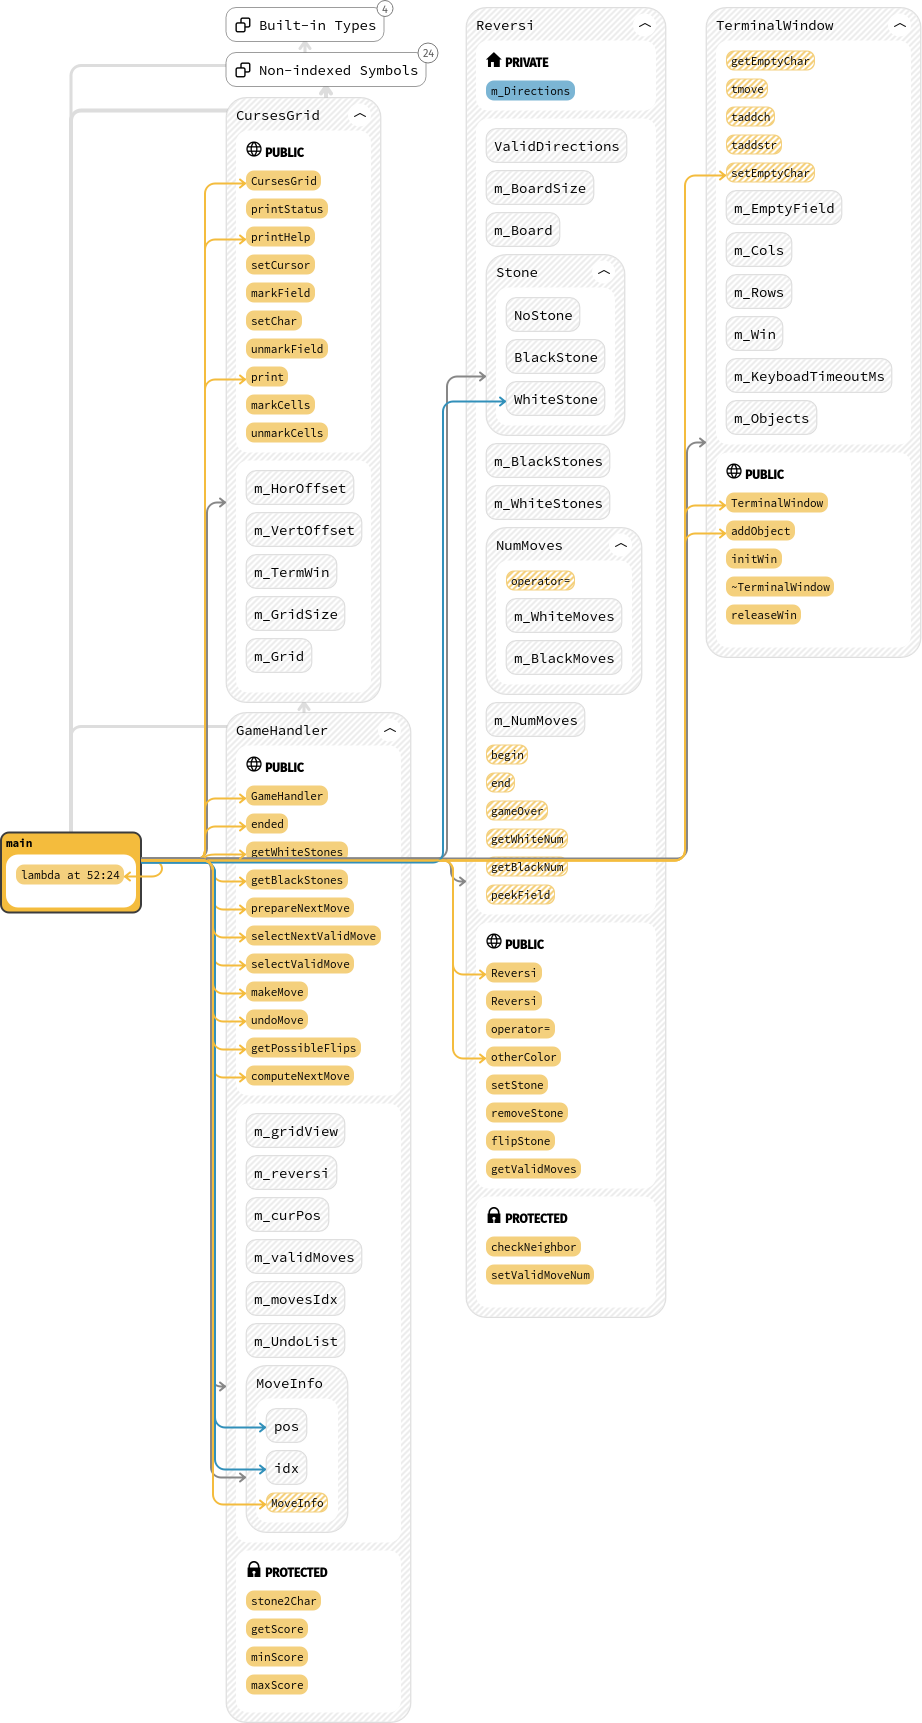 Built-in Types
4
Non-indexed Symbols
24
CursesGrid
PUBLIC
CursesGrid
printStatus
printHelp
setCursor
markField
setChar
unmarkField
print
markCells
unmarkCells
m_HorOffset
m_VertOffset
m_TermWin
m_GridSize
m_Grid
GameHandler
PUBLIC
GameHandler
ended
getWhiteStones
getBlackStones
prepareNextMove
selectNextValidMove
selectValidMove
makeMove
undoMove
getPossibleFlips
computeNextMove
m_gridView
m_reversi
m_curPos
m_validMoves
m_movesIdx
m_UndoList
MoveInfo
pos
idx
MoveInfo
PROTECTED
stone2Char
getScore
minScore
maxScore
main
lambda at 52:24
Reversi
PRIVATE
m_Directions
ValidDirections
m_BoardSize
m_Board
Stone
NoStone
BlackStone
WhiteStone
m_BlackStones
m_WhiteStones
NumMoves
operator=
m_WhiteMoves
m_BlackMoves
m_NumMoves
begin
end
gameOver
getWhiteNum
getBlackNum
peekField
PUBLIC
Reversi
Reversi
operator=
otherColor
setStone
removeStone
flipStone
getValidMoves
PROTECTED
checkNeighbor
setValidMoveNum
TerminalWindow
getEmptyChar
tmove
taddch
taddstr
setEmptyChar
m_EmptyField
m_Cols
m_Rows
m_Win
m_KeyboadTimeoutMs
m_Objects
PUBLIC
TerminalWindow
addObject
initWin
~TerminalWindow
releaseWin